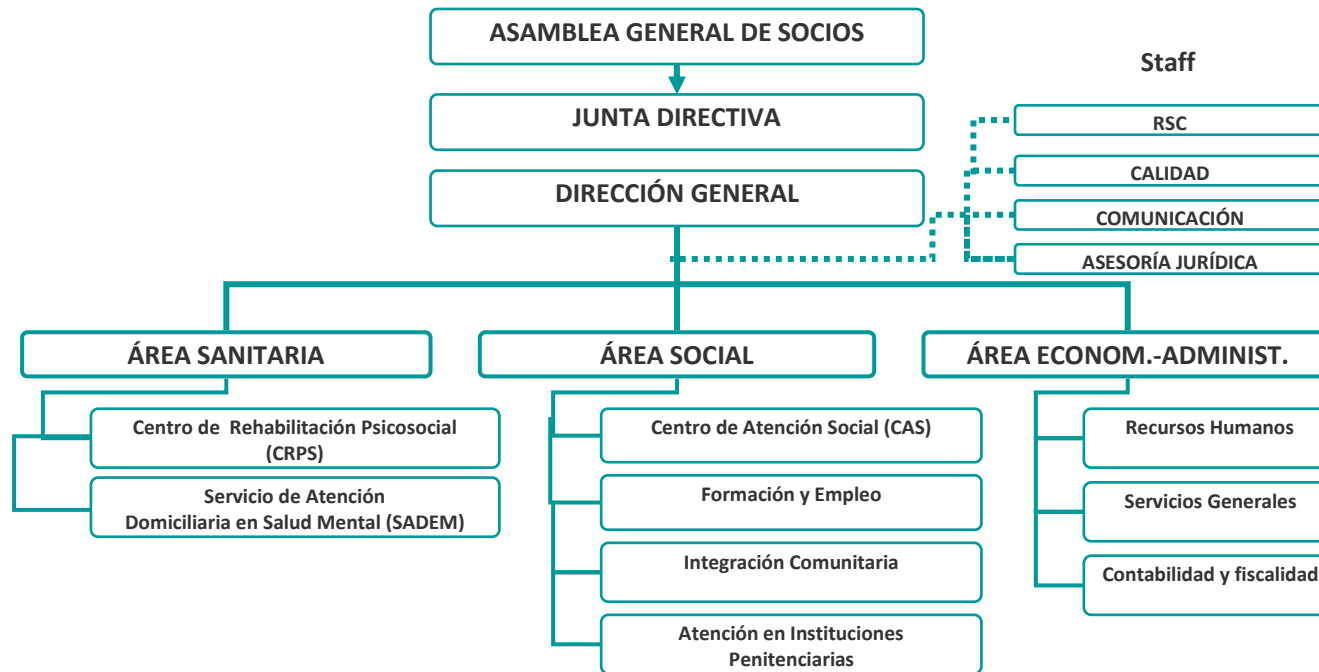 ASAMBLEA GENERAL DE SOCIOS
Staff
JUNTA DIRECTIVA
RSC
CALIDAD
DIRECCIÓN GENERAL
COMUNICACIÓN
ASESORÍA JURÍDICA
ÁREA SANITARIA
Centro de Rehabilitación Psicosocial
(CRPS)
Servicio de Atención
Domiciliaria en Salud Mental (SADEM)
ÁREA SOCIAL
Centro de Atención Social (CAS)
Formación y Empleo
Integración Comunitaria
Atención en Instituciones
Penitenciarias
ÁREA ECONOM.-ADMINIST.
Recursos Humanos
Servicios Generales
Contabilidad y fiscalidad